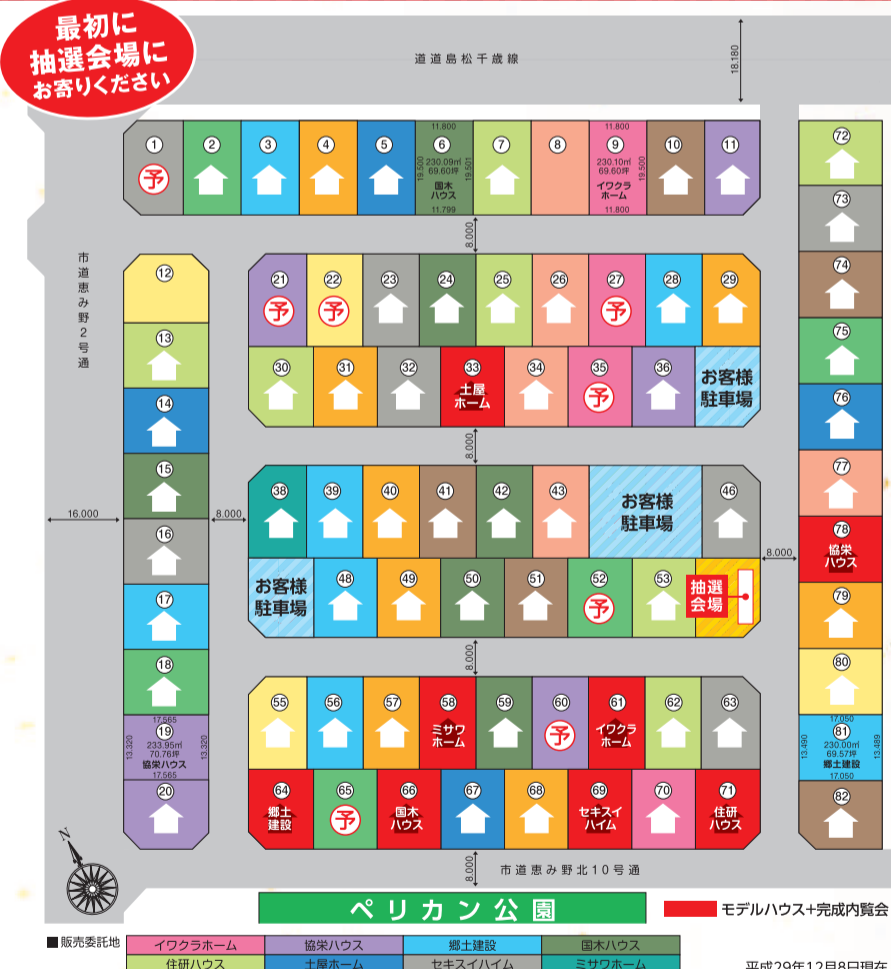 最初に
抽選会場に
お寄りください
道道島松千歳線
18.180
① 予
②
③
④
⑤
⑥
11.800
230.09㎡
69.60坪
19.500
19.501
国木
ハウス
11.799
⑦
⑧
⑨
11.800
230.10㎡
69.60坪
19.500
イワクラ
ホーム
11.800
⑩
⑪
8.000
市道恵み野2号通
⑫
⑬
⑭
⑮
⑯
⑰
⑱
17.565
⑲
233.95㎡
70.76坪
13.320
13.320
協栄ハウス
17.565
⑳
16.000
8.000
㉑ 予
㉒ 予
㉓
㉔
㉕
㉖
㉗ 予
㉘
㉙
㉚
㉛
㉜
㉝
土屋
ホーム
㉞
㉟ 予
㊱
お客様
駐車場
8.000
㊳
㊴
㊵
㊶
㊷
㊸
お客様
駐車場
㊻
お客様
駐車場
㊽
㊾
㊿
51
52 予
53
抽選
会場
8.000
8.000
55
56
57
58
ミサワ
ホーム
59
60 予
61
イワクラ
ホーム
62
63
64
郷土
建設
65 予
66
国木
ハウス
67
68
69
セキスイ
ハイム
70
71
住研
ハウス
72
73
74
75
76
77
78
協栄
ハウス
79
80
17.050
81
230.00㎡
69.57坪
13.490
13.489
郷土建設
17.050
82
8.000
市道恵み野北10号通
N
ペリカン公園
モデルハウス+完成内覧会
■販売委託地
イワクラホーム 協栄ハウス 郷土建設 国木ハウス
住研ハウス 土屋ホーム セキスイハイム ミサワホーム
平成29年12月8日現在